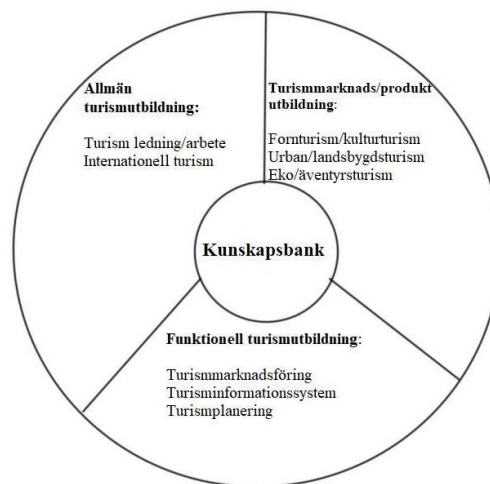 Allmän
turismutbildning:
Turism ledning/arbete
Internationell turism
Turismmarknads/produkt
utbildning:
Fornturism/kulturturism
Urban/landsbygdsturism
Eko/äventyrsturism
Kunskapsbank
Funktionell turismutbildning:
Turismmarknadsföring
Turisminformationssystem
Turismplanering